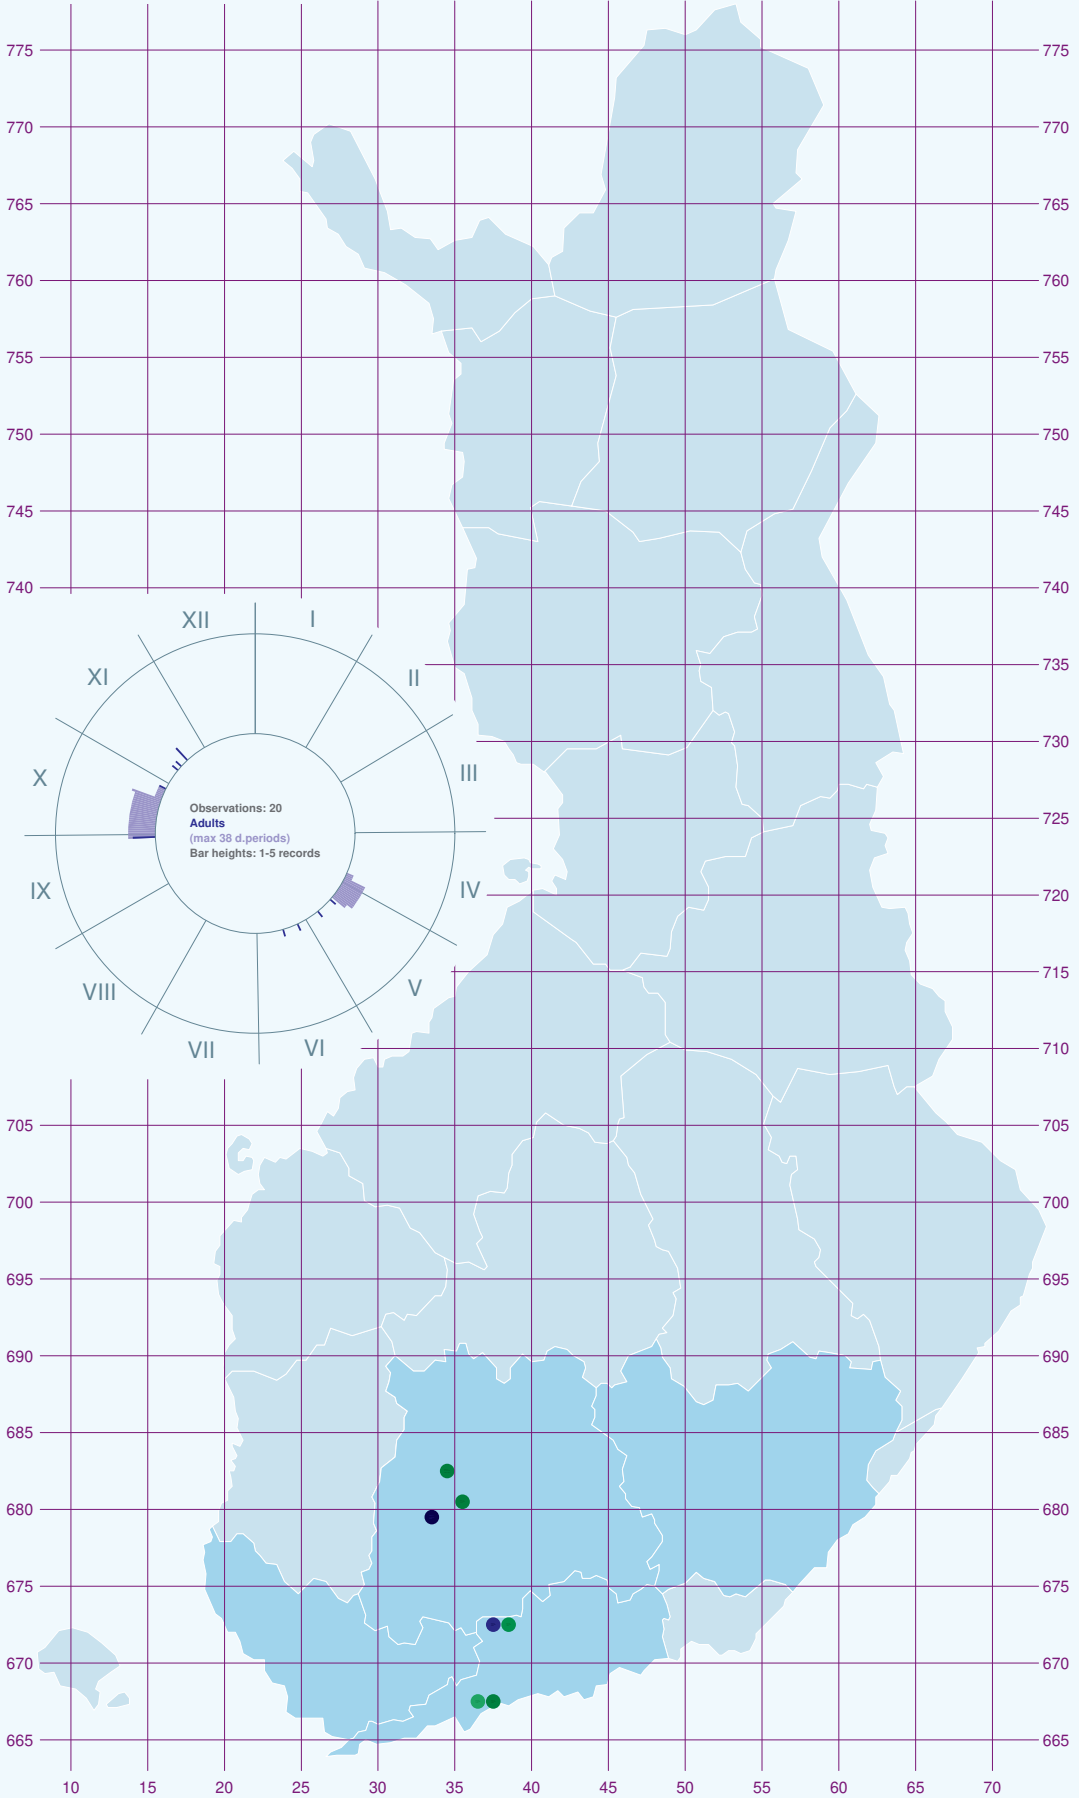 775 775
770 770
765 765
760 760
755 755
750 750
745 745
740 740
XII I
735
XI II
730
X III
Observations: 20
Adults
(max 38 d.periods)
Bar heights: 1-5 records
725
IX IV
720
VIII V
715
VII VI
710
705 705
700 700
695 695
690 690
685 685
680 680
675 675
670 670
665 665
10 15 20 25 30 35 40 45 50 55 60 65 70